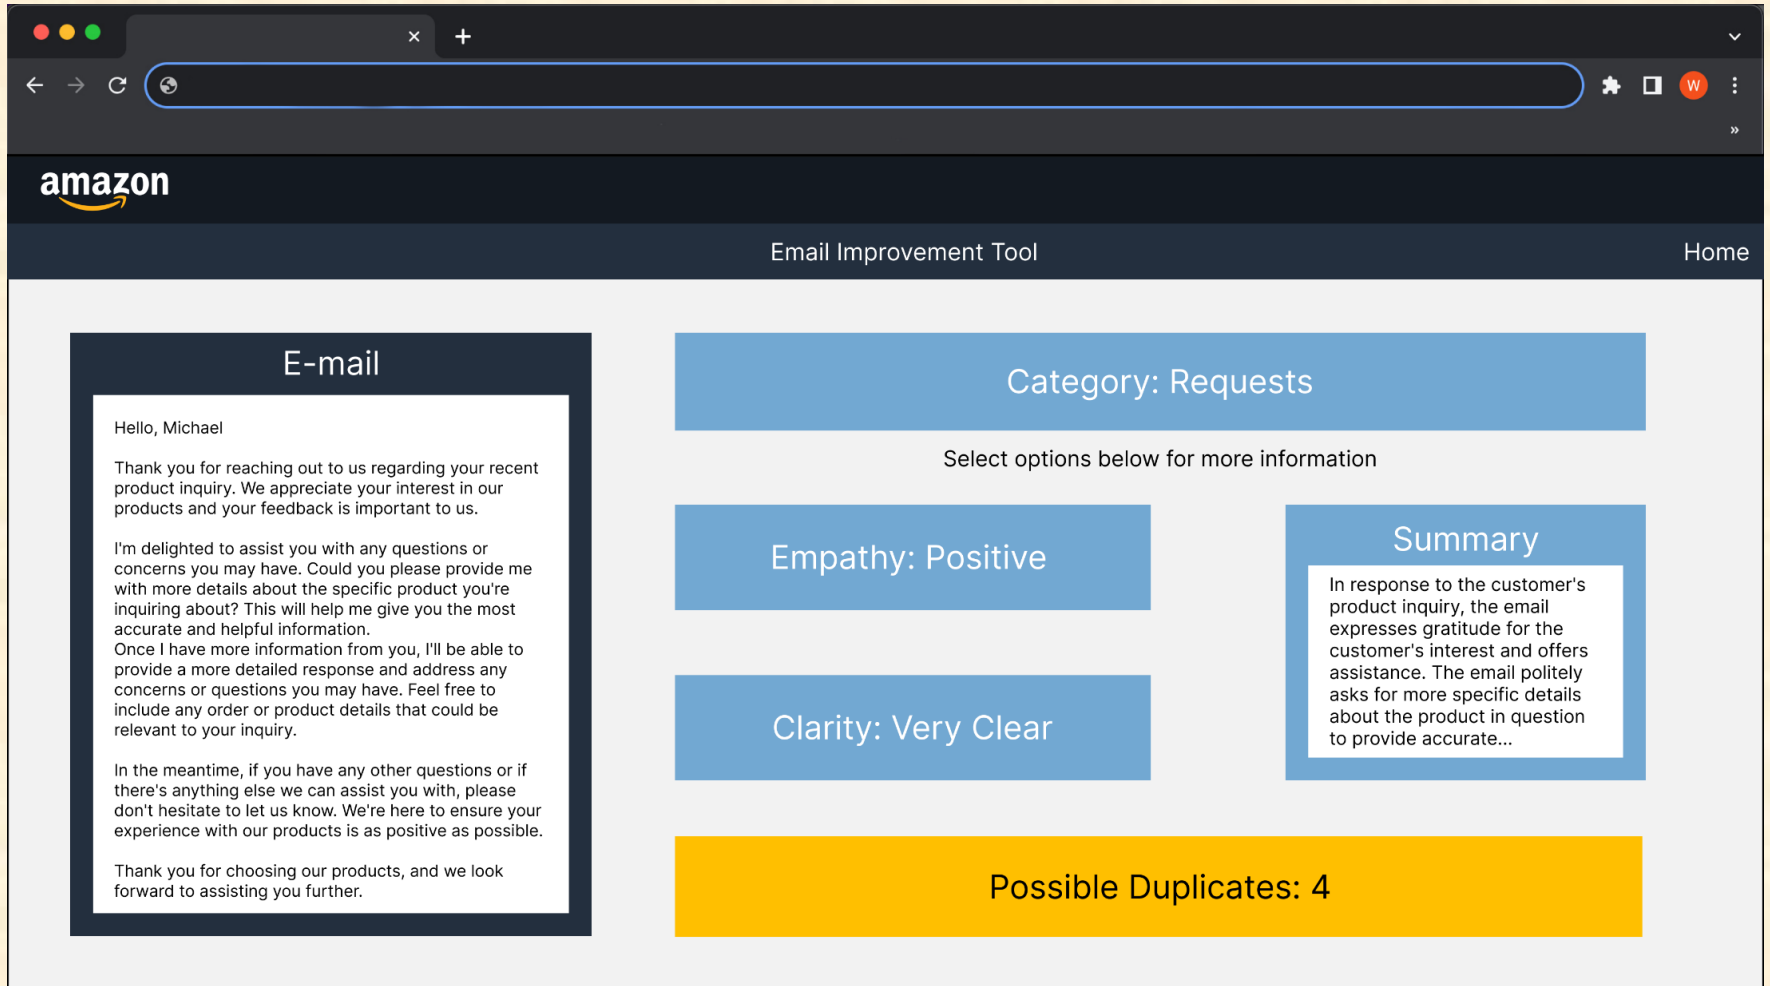 W
»
amazon
Email Improvement Tool
Home
E-mail
Hello, Michael
Thank you for reaching out to us regarding your recent
product inquiry. We appreciate your interest in our
products and your feedback is important to us.
I'm delighted to assist you with any questions or
concerns you may have. Could you please provide me
with more details about the specific product you're
inquiring about? This will help me give you the most
accurate and helpful information.
Once I have more information from you, I'll be able to
provide a more detailed response and address any
concerns or questions you may have. Feel free to
include any order or product details that could be
relevant to your inquiry.
In the meantime, if you have any other questions or if
there's anything else we can assist you with, please
don't hesitate to let us know. We're here to ensure your
experience with our products is as positive as possible.
Thank you for choosing our products, and we look
forward to assisting you further.
Category: Requests
Select options below for more information
Empathy: Positive
Clarity: Very Clear
Summary
In response to the customer's
product inquiry, the email
expresses gratitude for the
customer's interest and offers
assistance. The email politely
asks for more specific details
about the product in question
to provide accurate...
Possible Duplicates: 4